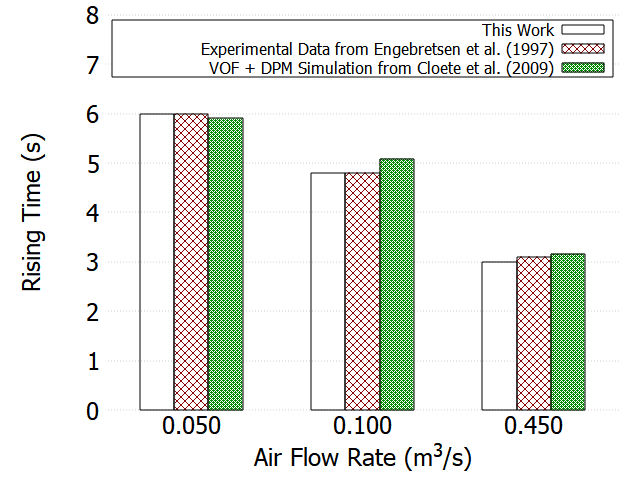 8
7
6
5
4
3
2
1
0
Rising Time (s)
This Work
Experimental Data from Engebretsen et al. (1997)
VOF + DPM Simulation from Cloete et al. (2009)
0.050 0.100 0.450
Air Flow Rate (m³/s)